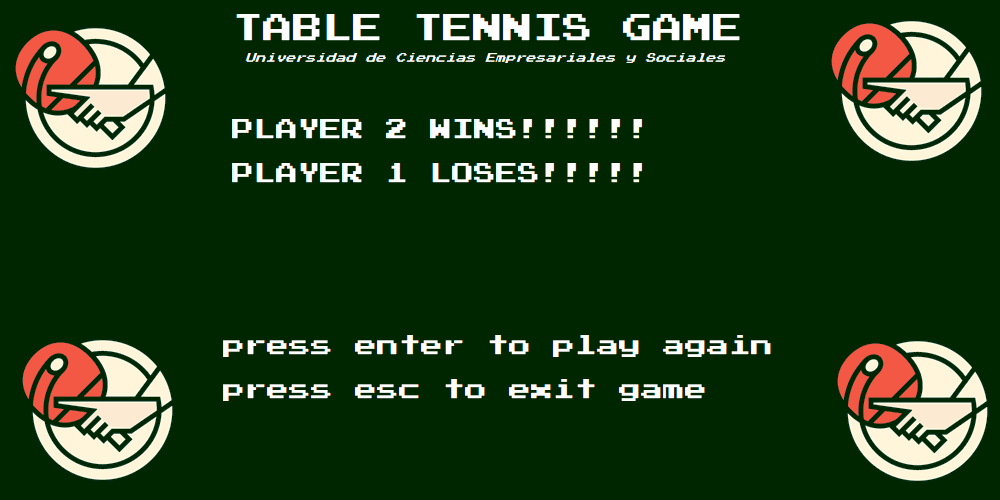 TABLE TENNIS GAME
Universidad de Ciencias Empresariales y Sociales
PLAYER 2 WINS!!!!!!
PLAYER 1 LOSES!!!!!
press enter to play again
press esc to exit game